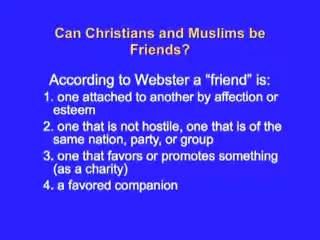 Can Christians and Muslims be
Friends?
According to Webster a "friend" is:
1. one attached to another by affection or
esteem
2. one that is not hostile, one that is of the
same nation, party, or group
3. one that favors or promotes something
(as a charity)
4. a favored companion